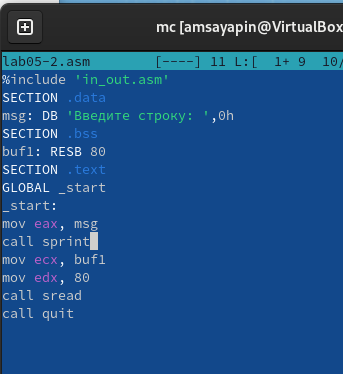 mc [amsayapin@VirtualBox
lab05-2.asm [----] 11 L:[ 1+ 9 10/
%include 'in_out.asm'
SECTION .data
msg: DB 'Введите строку: ',0h
SECTION .bss
buf1: RESB 80
SECTION .text
GLOBAL _start
_start:
mov eax, msg
call sprint
mov ecx, buf1
mov edx, 80
call sread
call quit